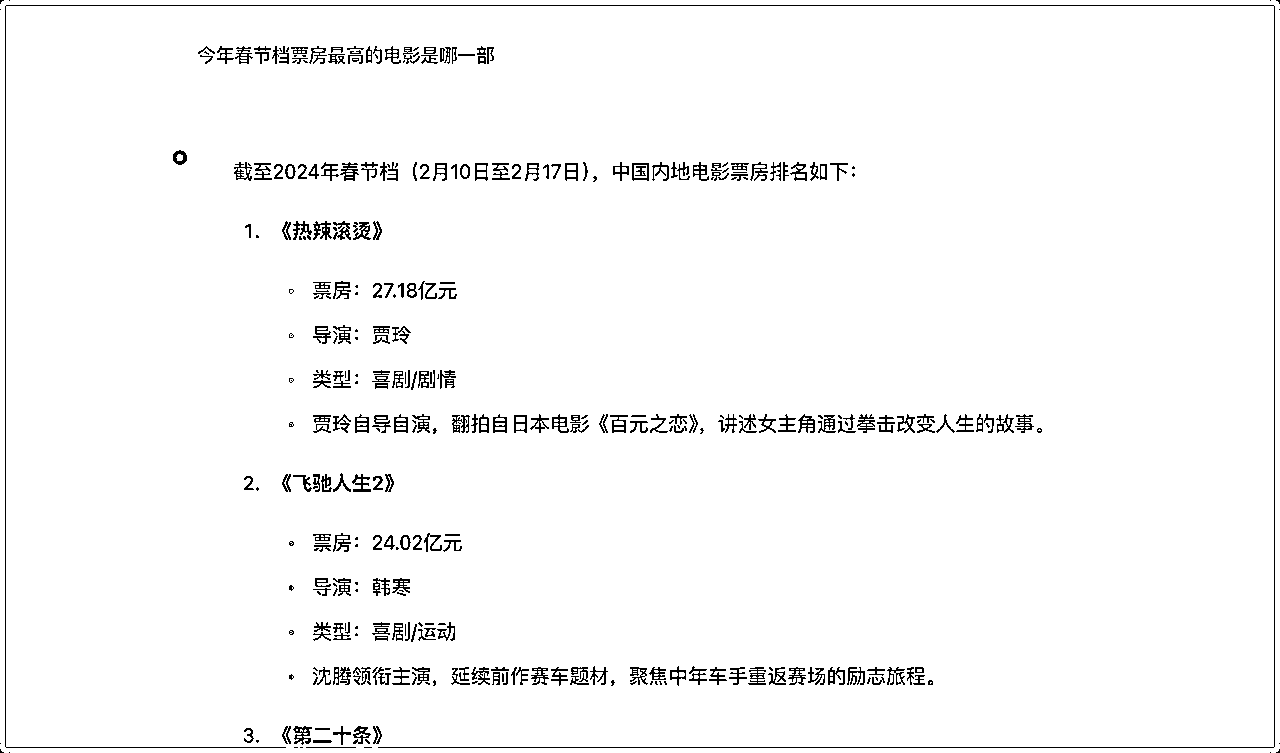 今年春节档票房最高的电影是哪一部
截至2024年春节档（2月10日至2月17日），中国内地电影票房排名如下：
1. 《热辣滚烫》
◦ 票房：27.18亿元
◦ 导演：贾玲
◦ 类型：喜剧/剧情
◦ 贾玲自导自演，翻拍自日本电影《百元之恋》，讲述女主角通过拳击改变人生的故事。
2. 《飞驰人生2》
◦ 票房：24.02亿元
◦ 导演：韩寒
◦ 类型：喜剧/运动
◦ 沈腾领衔主演，延续前作赛车题材，聚焦中年车手重返赛场的励志旅程。
3. 《第二十条》